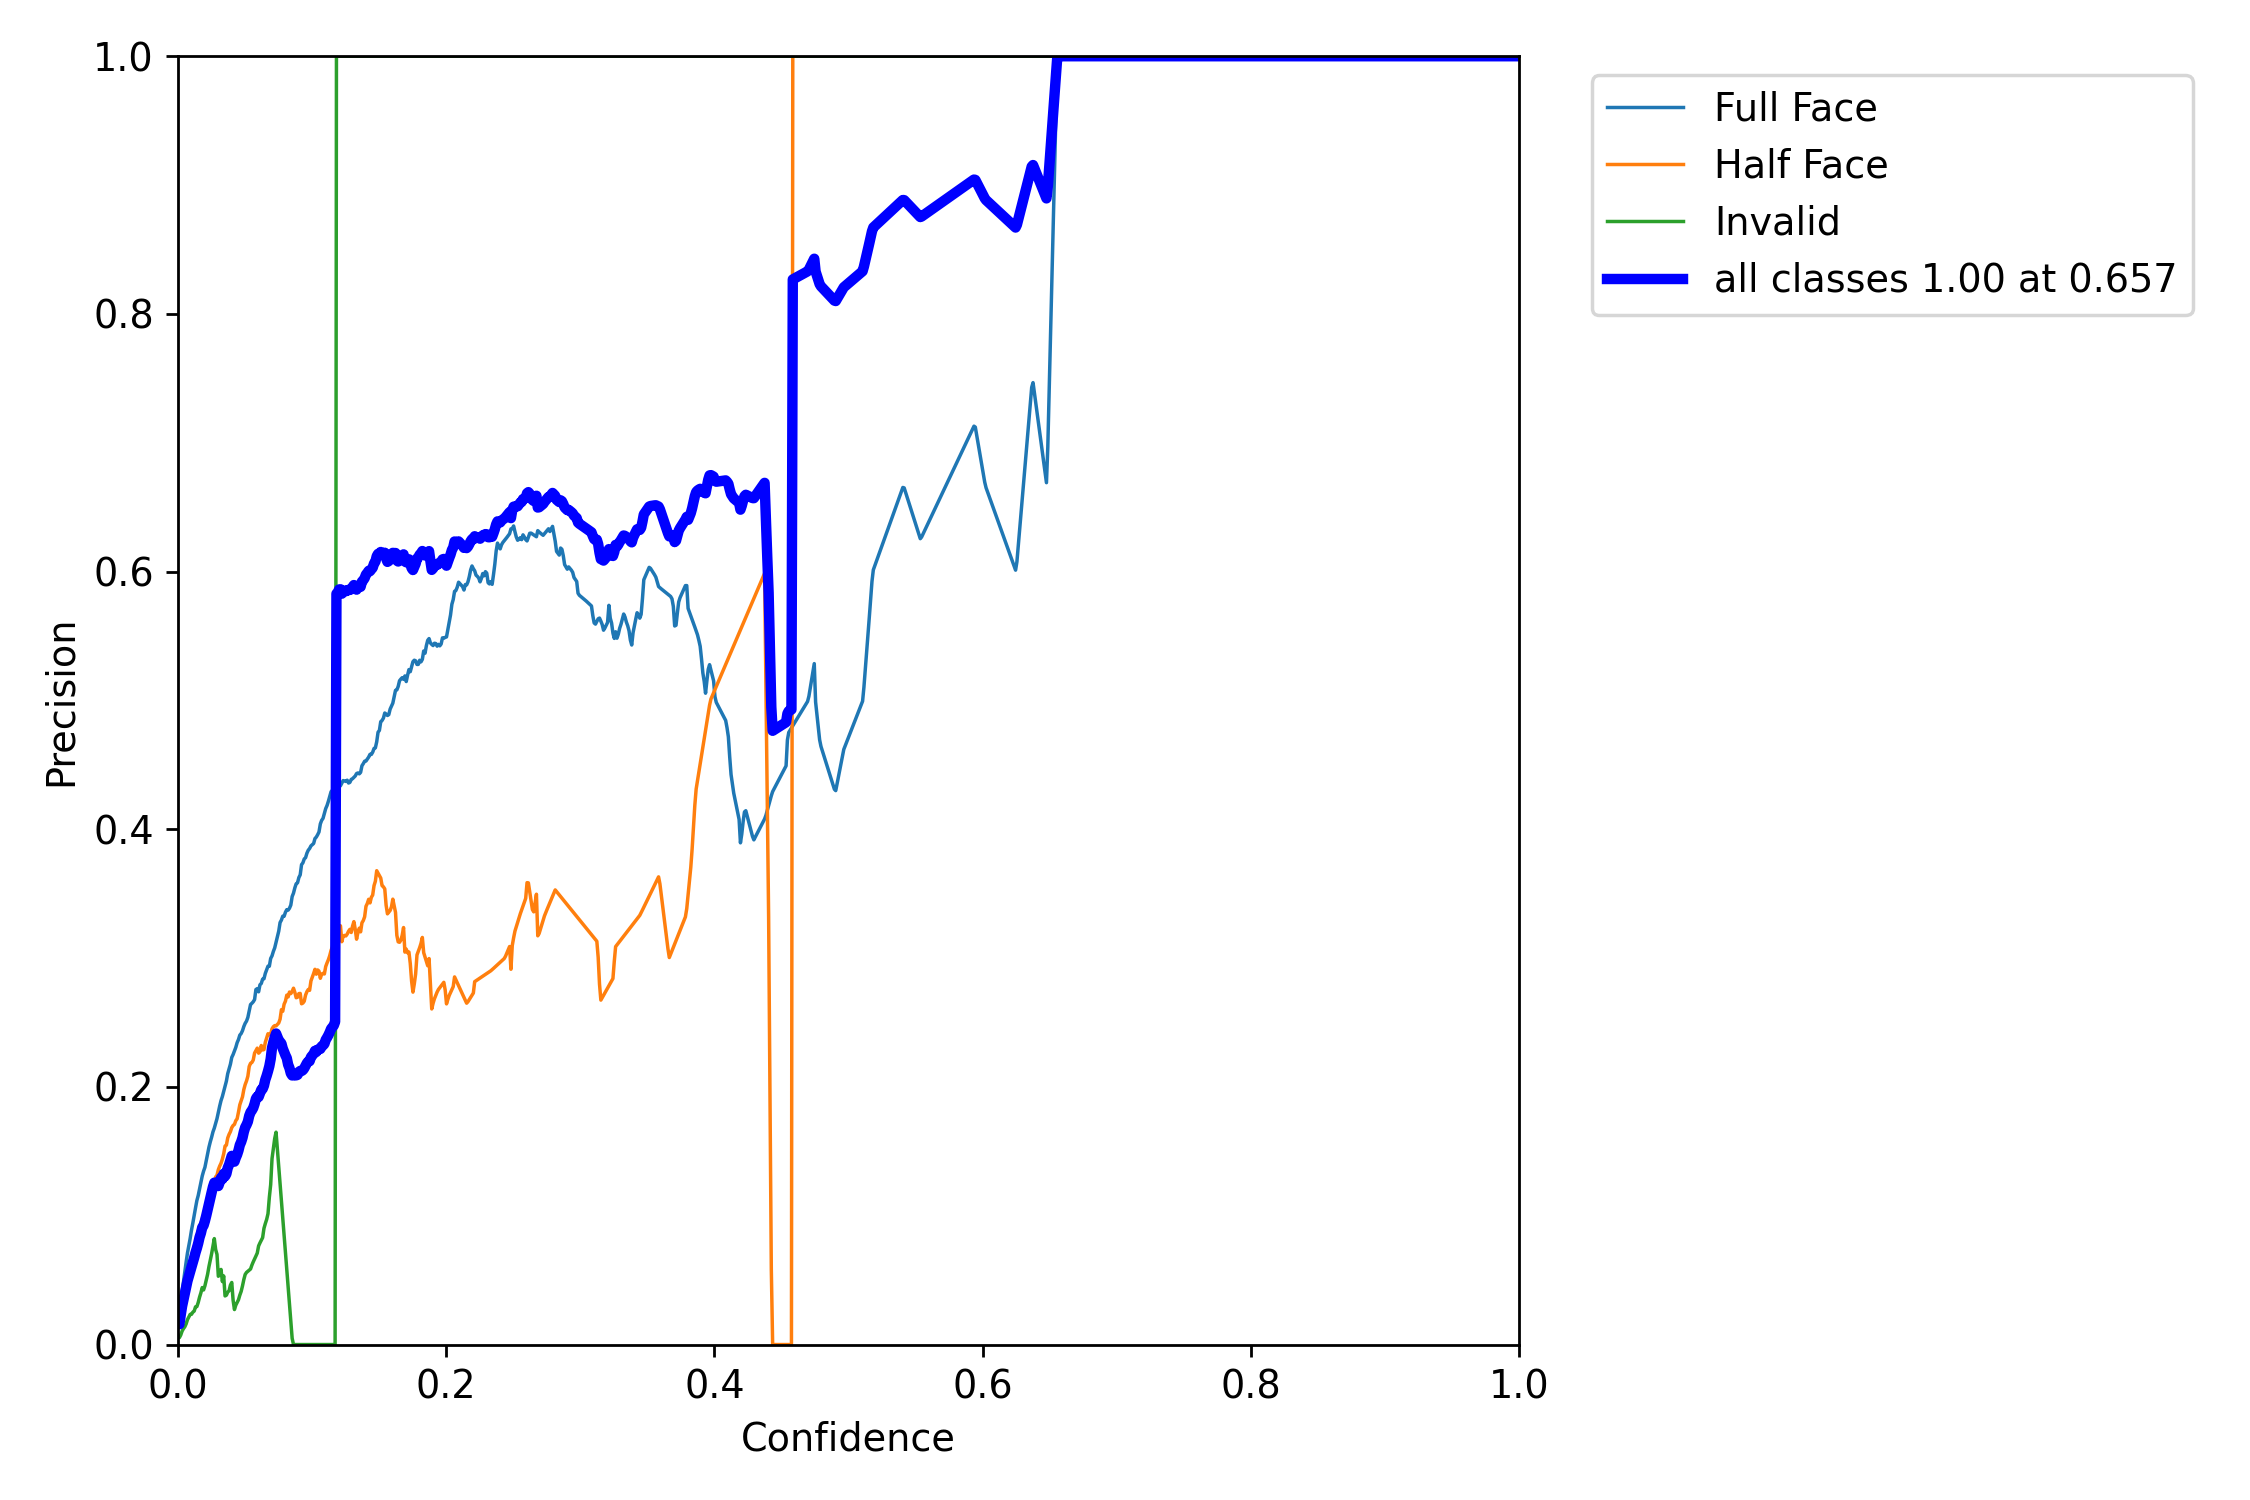 1.0
0.8
0.6
0.4
0.2
0.0
Precision
0.0 0.2 0.4 0.6 0.8 1.0
Confidence
Full Face
Half Face
Invalid
all classes 1.00 at 0.657